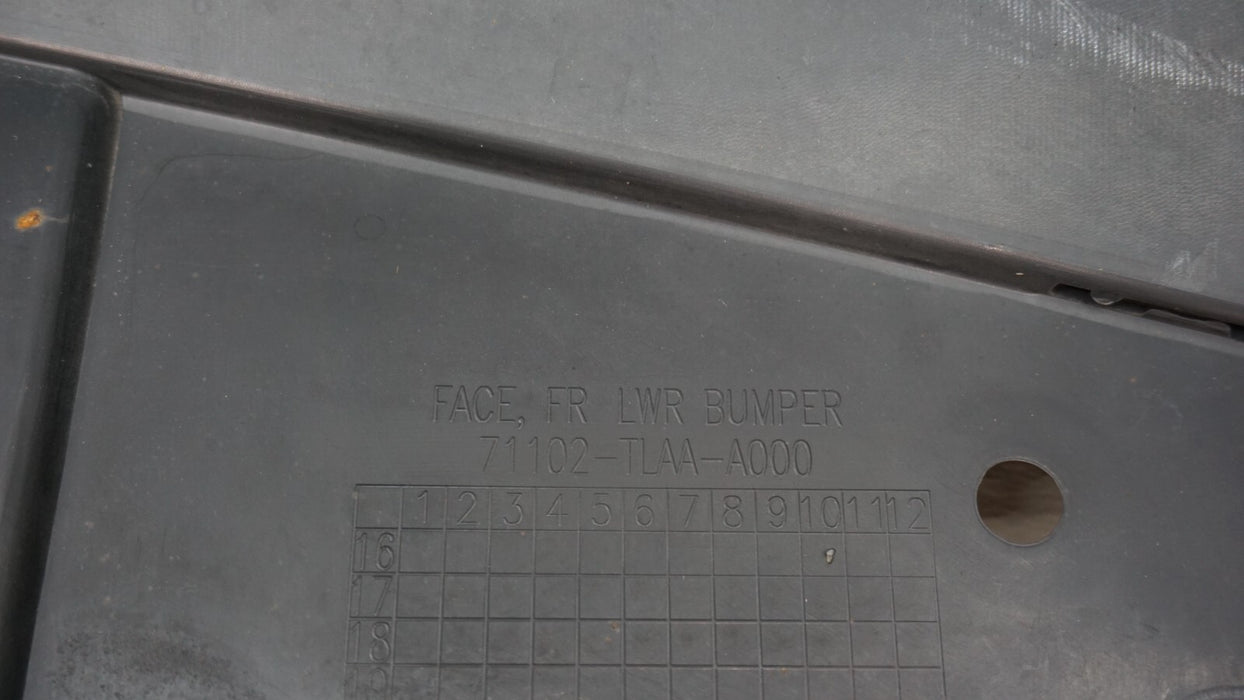 FACE, FR LWR BUMPER
71102-TLAA-A000
1 2 3 4 5 6 7 8 9 10 11 12
16
17
18